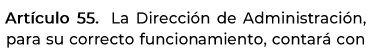 Artículo 55. La Dirección de Administración,
para su correcto funcionamiento, contará con